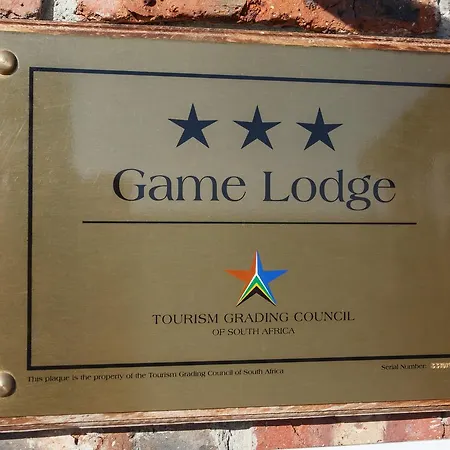 Game Lodge
TOURISM GRADING COUNCIL
OF SOUTH AFRICA
This plaque is the property of the Tourism Grading Council of South Africa
Serial Number: